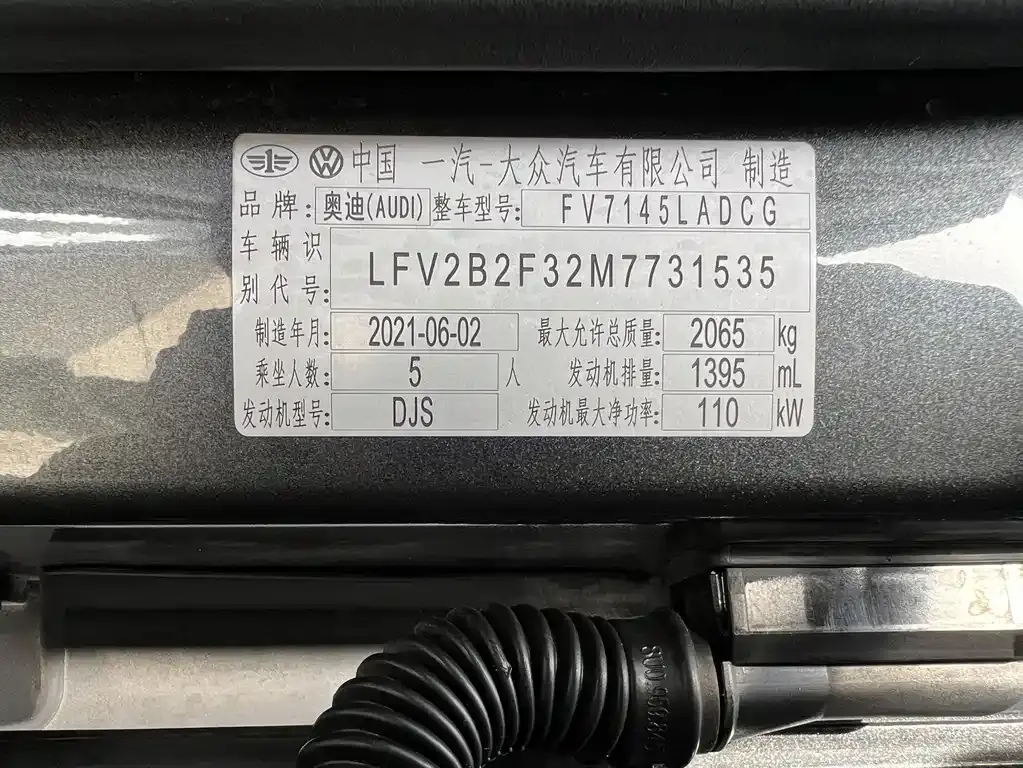 中国 一汽-大众汽车有限公司 制造
品牌: 奥迪(AUDI) 整车型号: FV7145LADCG
车辆识别代号: LFV2B2F32M7731535
制造年月: 2021-06-02 最大允许总质量: 2065 kg
乘坐人数: 5 人 发动机排量: 1395 mL
发动机型号: DJS 发动机最大净功率: 110 kW